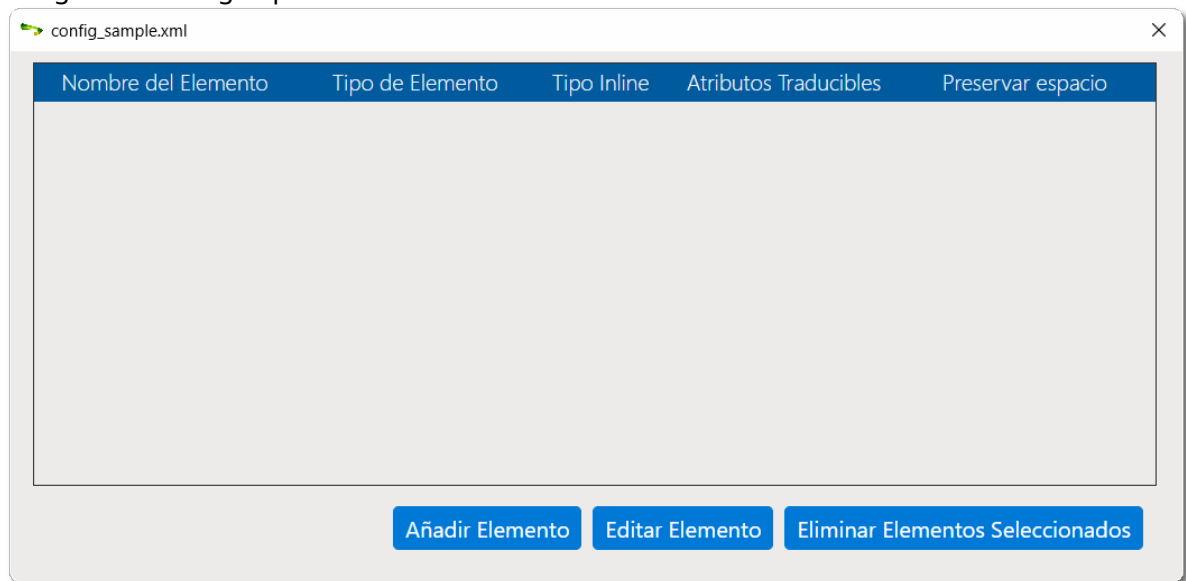 config_sample.xml
Nombre del Elemento Tipo de Elemento Tipo Inline Atributos Traducibles Preservar espacio
Añadir Elemento Editar Elemento Eliminar Elementos Seleccionados